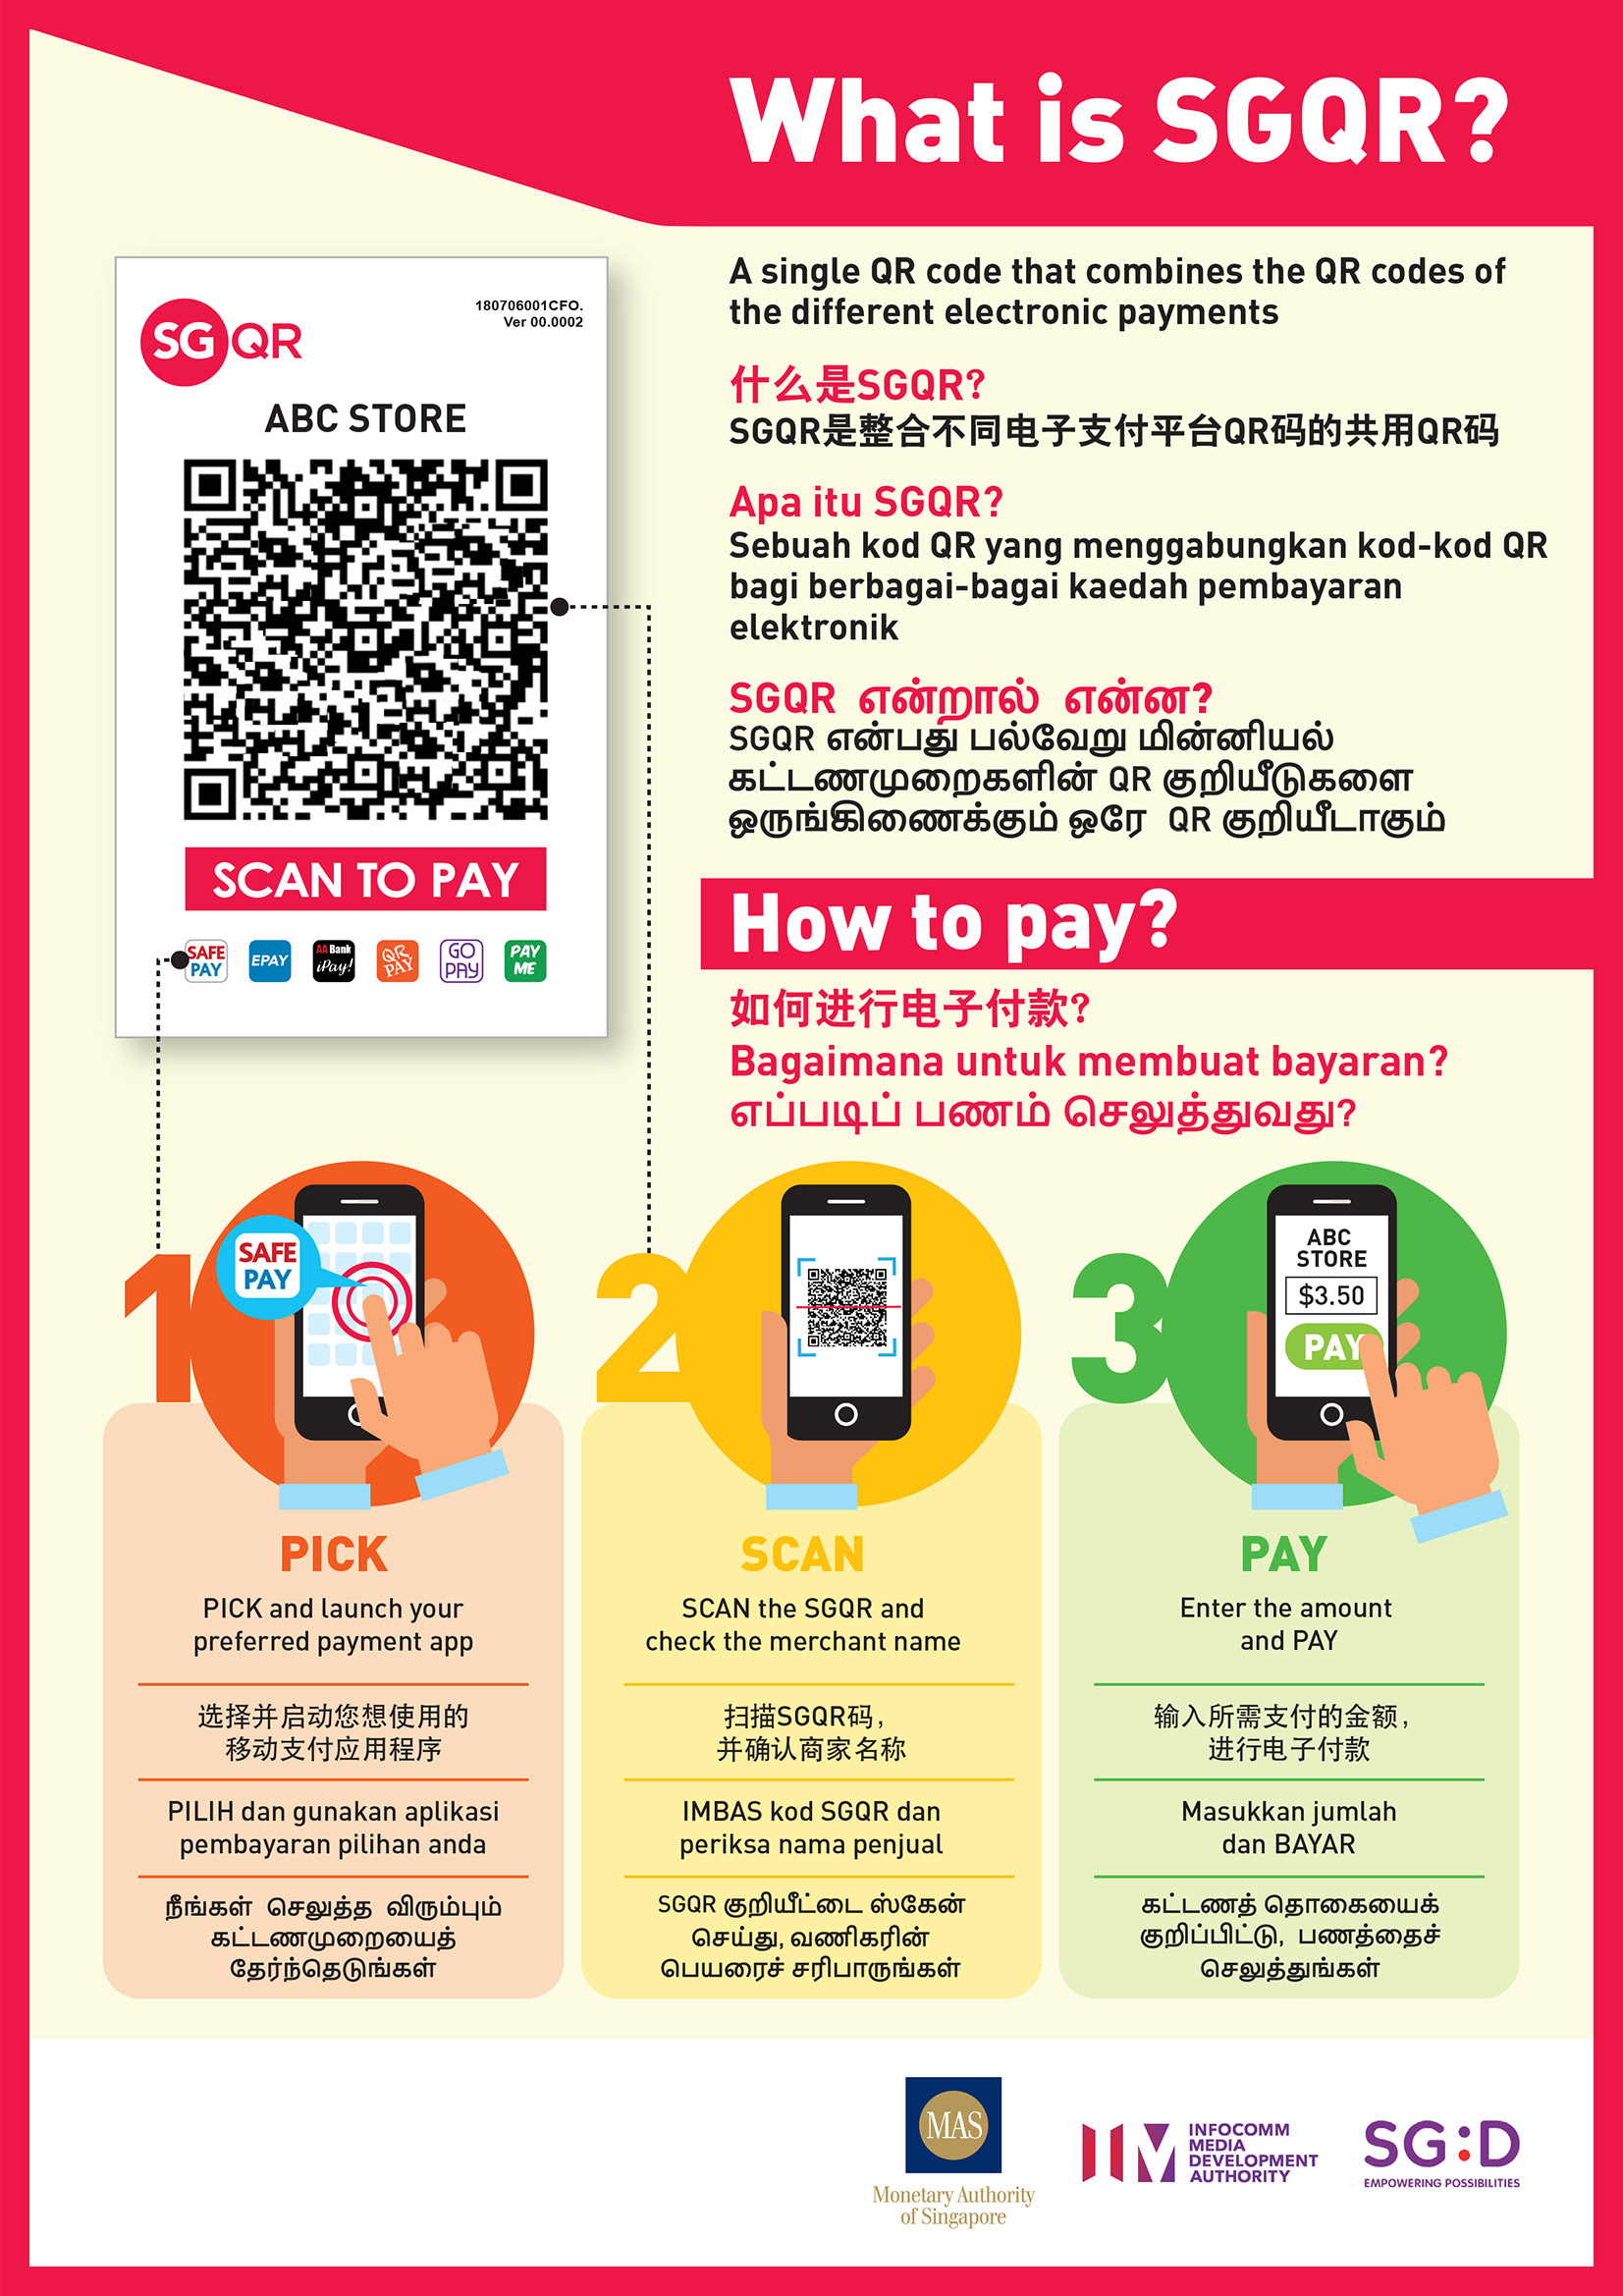 What is SGQR?
SGQR
180706001CFO.
Ver 00.0002
ABC STORE
SCAN TO PAY
SAFE
PAY
EPAY
AA Bank
iPay!
QR
PAY
GO
PAY
PAY
ME
A single QR code that combines the QR codes of
the different electronic payments
什么是SGQR?
SGQR是整合不同电子支付平台QR码的共用QR码
Apa itu SGQR?
Sebuah kod QR yang menggabungkan kod-kod QR
bagi berbagai-bagai kaedah pembayaran
elektronik
SGQR என்றால் என்ன?
SGQR என்பது பல்வேறு மின்னியல்
கட்டணமுறைகளின் QR குறியீடுகளை
ஒருங்கிணைக்கும் ஒரே QR குறியீடாகும்
How to pay?
如何进行电子付款?
Bagaimana untuk membuat bayaran?
எப்படிப் பணம் செலுத்துவது?
1
SAFE
PAY
PICK
PICK and launch your
preferred payment app
选择并启动您想使用的
移动支付应用程序
PILIH dan gunakan aplikasi
pembayaran pilihan anda
நீங்கள் செலுத்த விரும்பும்
கட்டணமுறையைத்
தேர்ந்தெடுங்கள்
2
SCAN
SCAN the SGQR and
check the merchant name
扫描SGQR码，
并确认商家名称
IMBAS kod SGQR dan
periksa nama penjual
SGQR குறியீட்டை ஸ்கேன்
செய்து, வணிகரின்
பெயரைச் சரிபாருங்கள்
3
ABC
STORE
$3.50
PAY
PAY
Enter the amount
and PAY
输入所需支付的金额，
进行电子付款
Masukkan jumlah
dan BAYAR
கட்டணத் தொகையைக்
குறிப்பிட்டு, பணத்தைச்
செலுத்துங்கள்
MAS
Monetary Authority
of Singapore
INFOCOMM
MEDIA
DEVELOPMENT
AUTHORITY
SG:D
EMPOWERING POSSIBILITIES